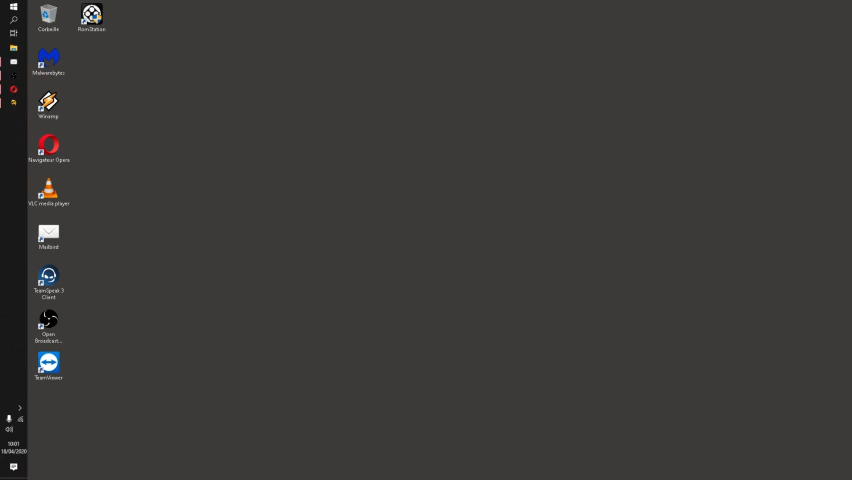 Corbeille
RomStation
Malwarebytes
Winamp
Navigateur Opera
VLC media player
Mailbird
TeamSpeak 3
Client
Open
Broadcast...
TeamViewer
10:01
18/04/2020